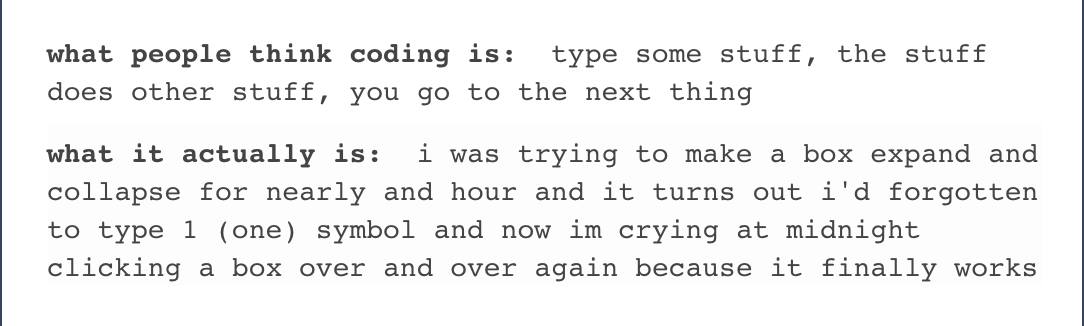 what people think coding is:  type some stuff, the stuff
does other stuff, you go to the next thing
what it actually is:  i was trying to make a box expand and
collapse for nearly and hour and it turns out i'd forgotten
to type 1 (one) symbol and now im crying at midnight
clicking a box over and over again because it finally works